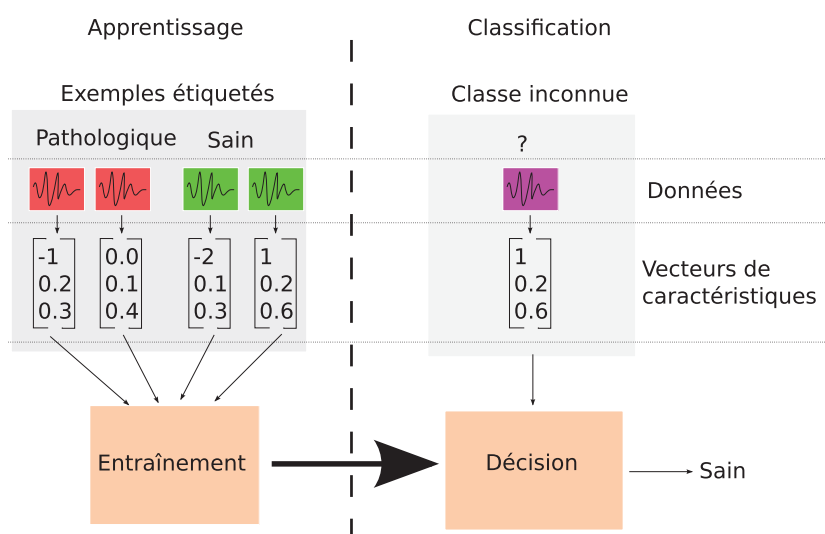 Apprentissage
Classification
Exemples étiquetés
Classe inconnue
Pathologique
Sain
?
Données
-1
0.2
0.3
0.0
0.1
0.4
-2
0.1
0.3
1
0.2
0.6
1
0.2
0.6
Vecteurs de
caractéristiques
Entraînement
Décision
Sain